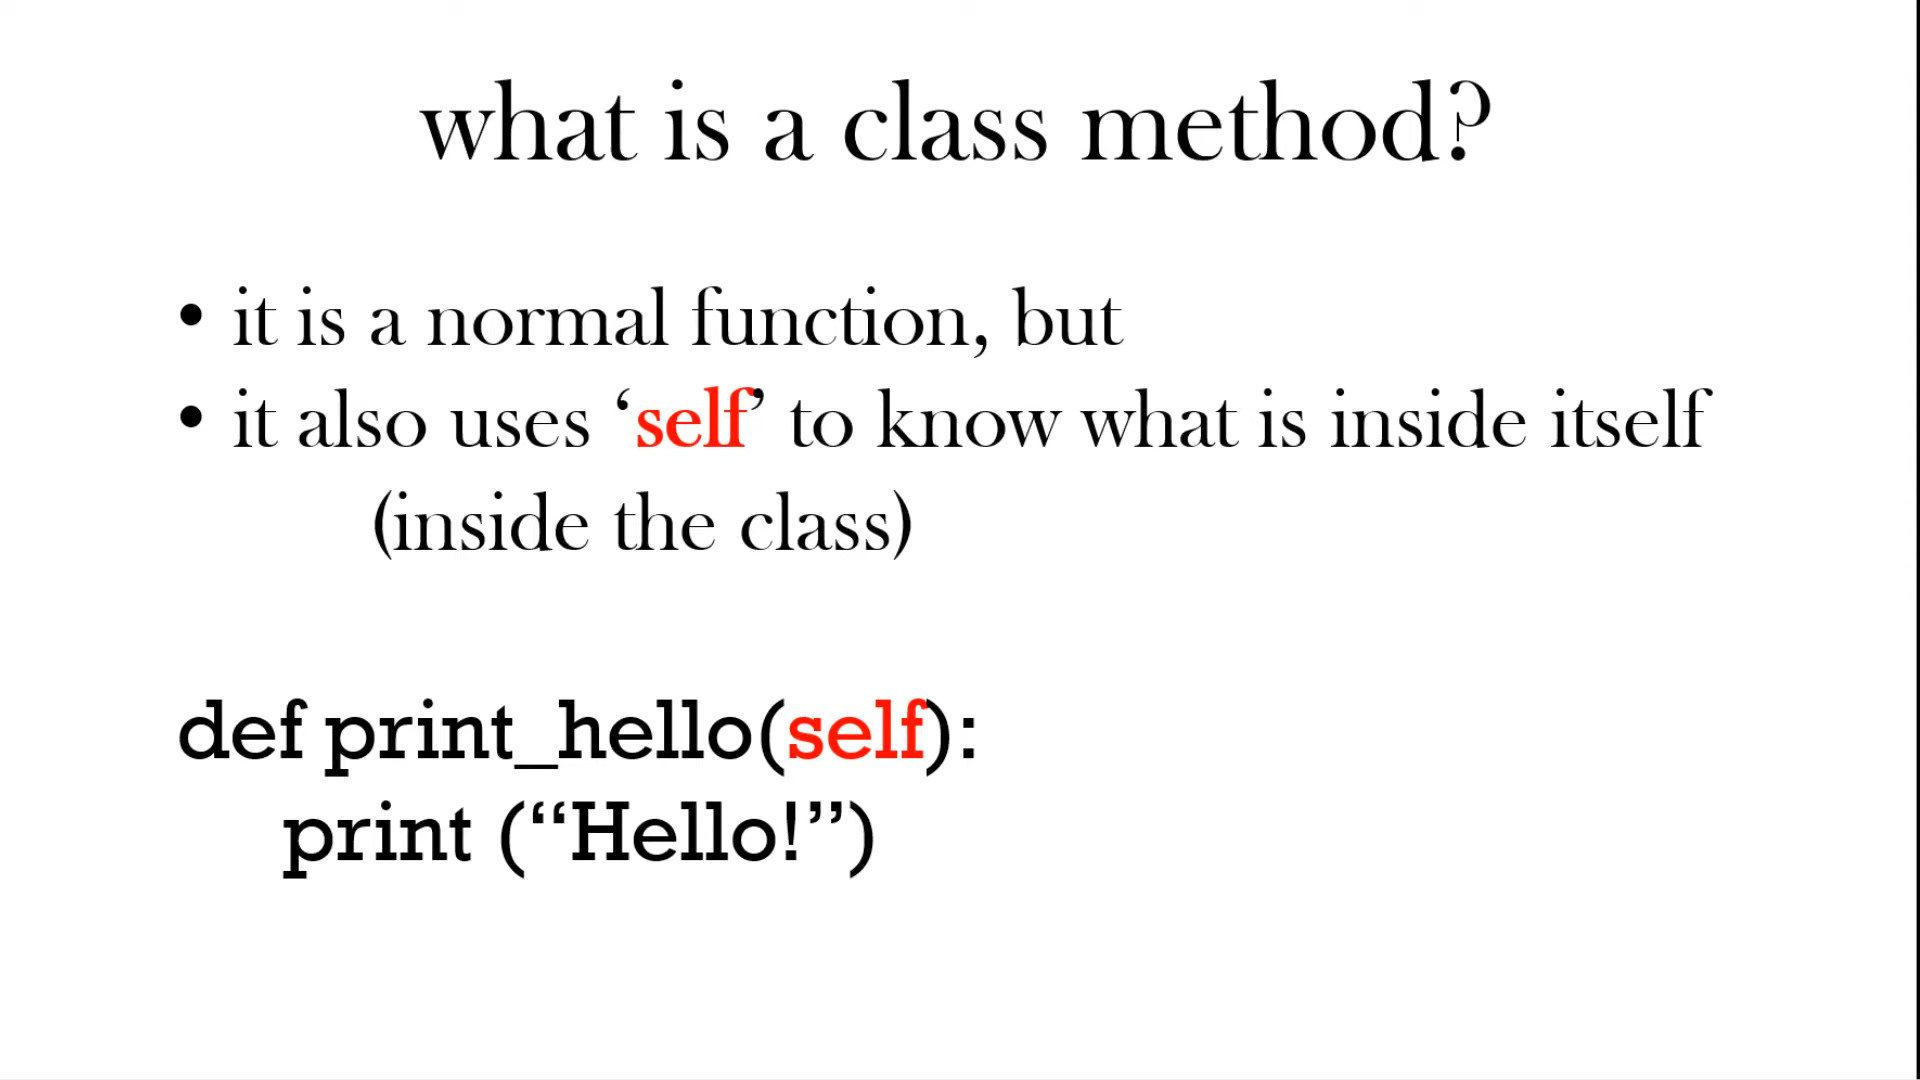 what is a class method?
• it is a normal function, but
• it also uses ‘self’ to know what is inside itself
(inside the class)
def print_hello(self):
print (“Hello!”)